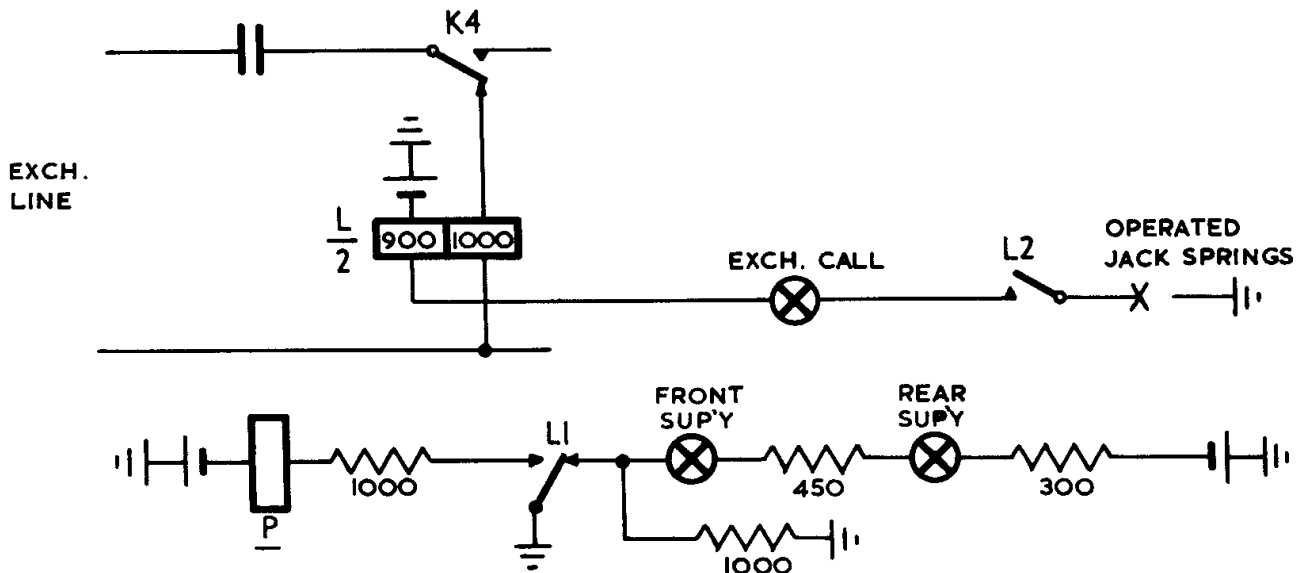 K4
EXCH.
LINE
L
2
900
1000
EXCH. CALL
L2
OPERATED
JACK SPRINGS
FRONT
SUP'Y
REAR
SUP'Y
L1
1000
450
300
P
1000